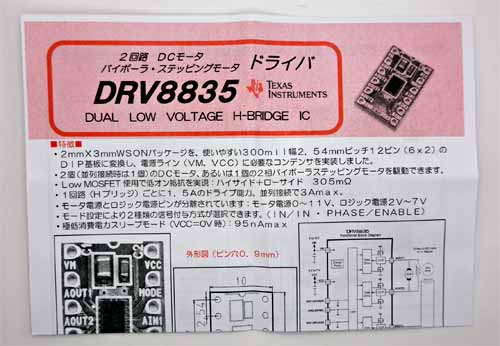 2回路 DCモータ
バイポーラ・ステッピングモータ ドライバ
DRV8835 TEXAS INSTRUMENTS
DUAL LOW VOLTAGE H-BRIDGE IC
■特徴■
・2mmX3mmWSONパッケージを、使いやすい300mil幅2.54mmピッチ12ピン(6x2)の
DIP基板に変換し、電源ライン(VM、VCC)に必要なコンデンサを実装しました。
・2個(並列接続時は1個)のDCモータ、あるいは1個の2相バイポーラステッピングモータを駆動できます。
・Low MOSFET使用で低オン抵抗を実現:ハイサイド+ローサイド 305mΩ
・1回路(Hブリッジ)ごとに1.5Aのドライブ能力。並列接続で3Amax.
・モータ電源とロジック電源ピンが分離されています:モータ電源0~11V、ロジック電源2V~7V
・モード設定により2種類の信号付与方式が選択できます。(IN/IN・PHASE/ENABLE)
・極低消費電力スリープモード(VCC=0V時):95nAmax
外形図(ピン穴0.9mm)
DRV8835
Functional Block Diagram
VM VCC
AOUT1 MODE
AOUT2 AIN1
10
2.54